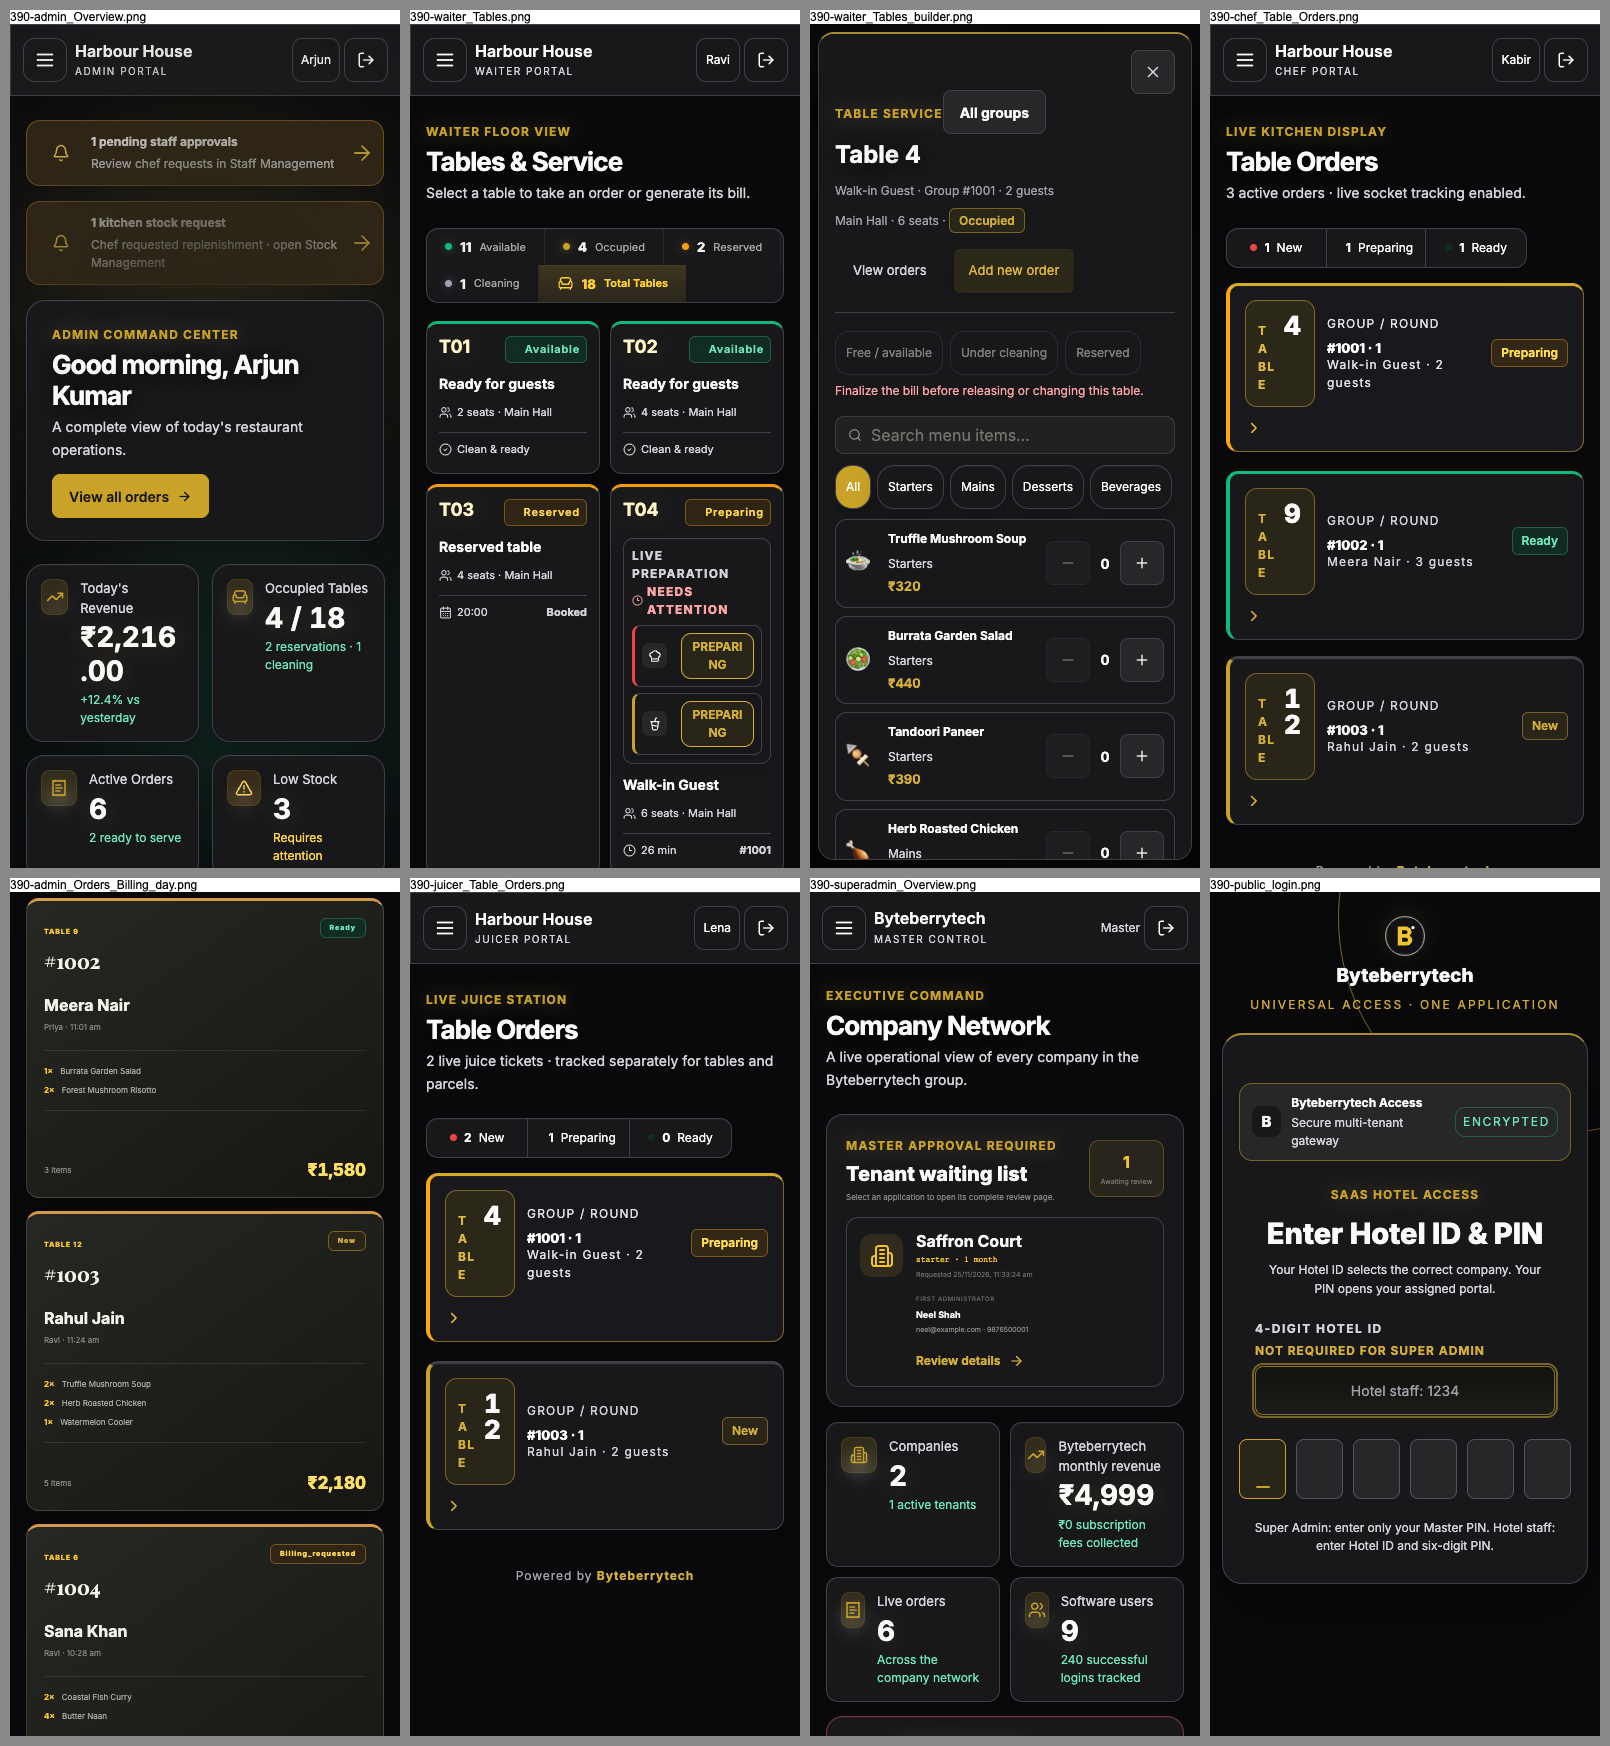 390-admin_Overview.png
Harbour House
ADMIN PORTAL
Arjun
1 pending staff approvals
Review chef requests in Staff Management
1 kitchen stock request
Chef requested replenishment · open Stock
Management
ADMIN COMMAND CENTER
Good morning, Arjun
Kumar
A complete view of today's restaurant
operations.
View all orders
Today's
Revenue
₹2,216
.00
+12.4% vs
yesterday
Occupied Tables
4 / 18
2 reservations · 1
cleaning
Active Orders
6
2 ready to serve
Low Stock
3
Requires
attention
390-waiter_Tables.png
Harbour House
WAITER PORTAL
Ravi
WAITER FLOOR VIEW
Tables & Service
Select a table to take an order or generate its bill.
11 Available
4 Occupied
2 Reserved
1 Cleaning
18 Total Tables
T01
Available
Ready for guests
2 seats · Main Hall
Clean & ready
T02
Available
Ready for guests
4 seats · Main Hall
Clean & ready
T03
Reserved
Reserved table
4 seats · Main Hall
20:00
Booked
T04
Preparing
LIVE
PREPARATION
NEEDS
ATTENTION
PREPARI
NG
PREPARI
NG
Walk-in Guest
6 seats · Main Hall
26 min
#1001
390-waiter_Tables_builder.png
TABLE SERVICE
All groups
Table 4
Walk-in Guest · Group #1001 · 2 guests
Main Hall · 6 seats · Occupied
View orders
Add new order
Free / available
Under cleaning
Reserved
Finalize the bill before releasing or changing this table.
Search menu items...
All
Starters
Mains
Desserts
Beverages
Truffle Mushroom Soup
Starters
₹320
0
Burrata Garden Salad
Starters
₹440
0
Tandoori Paneer
Starters
₹390
0
Herb Roasted Chicken
Mains
0
390-chef_Table_Orders.png
Harbour House
CHEF PORTAL
Kabir
LIVE KITCHEN DISPLAY
Table Orders
3 active orders · live socket tracking enabled.
1 New
1 Preparing
1 Ready
T
A
BL
E
4
GROUP / ROUND
#1001 · 1
Walk-in Guest · 2
guests
Preparing
T
A
BL
E
9
GROUP / ROUND
#1002 · 1
Meera Nair · 3 guests
Ready
T
A
BL
E
1
2
GROUP / ROUND
#1003 · 1
Rahul Jain · 2 guests
New
390-admin_Orders_Billing_day.png
TABLE 9
Ready
#1002
Meera Nair
Priya · 11:01 am
1× Burrata Garden Salad
2× Forest Mushroom Risotto
3 items
₹1,580
TABLE 12
New
#1003
Rahul Jain
Ravi · 11:24 am
2× Truffle Mushroom Soup
2× Herb Roasted Chicken
1× Watermelon Cooler
5 items
₹2,180
TABLE 6
Billing_requested
#1004
Sana Khan
Ravi · 10:28 am
2× Coastal Fish Curry
4× Butter Naan
390-juicer_Table_Orders.png
Harbour House
JUICER PORTAL
Lena
LIVE JUICE STATION
Table Orders
2 live juice tickets · tracked separately for tables and
parcels.
2 New
1 Preparing
0 Ready
T
A
BL
E
4
GROUP / ROUND
#1001 · 1
Walk-in Guest · 2
guests
Preparing
T
A
BL
E
1
2
GROUP / ROUND
#1003 · 1
Rahul Jain · 2 guests
New
Powered by Byteberrytech
390-superadmin_Overview.png
Byteberrytech
MASTER CONTROL
Master
EXECUTIVE COMMAND
Company Network
A live operational view of every company in the
Byteberrytech group.
MASTER APPROVAL REQUIRED
Tenant waiting list
Select an application to open its complete review page.
1
Awaiting review
Saffron Court
starter · 1 month
Requested 25/11/2026, 11:33:24 am
FIRST ADMINISTRATOR
Neel Shah
neel@example.com · 9876500001
Review details
Companies
2
1 active tenants
Byteberrytech
monthly revenue
₹4,999
₹0 subscription
fees collected
Live orders
6
Across the
company network
Software users
9
240 successful
logins tracked
390-public_login.png
B
Byteberrytech
UNIVERSAL ACCESS · ONE APPLICATION
B
Byteberrytech Access
Secure multi-tenant
gateway
ENCRYPTED
SAAS HOTEL ACCESS
Enter Hotel ID & PIN
Your Hotel ID selects the correct company. Your
PIN opens your assigned portal.
4-DIGIT HOTEL ID
NOT REQUIRED FOR SUPER ADMIN
Hotel staff: 1234
Super Admin: enter only your Master PIN. Hotel staff:
enter Hotel ID and six-digit PIN.